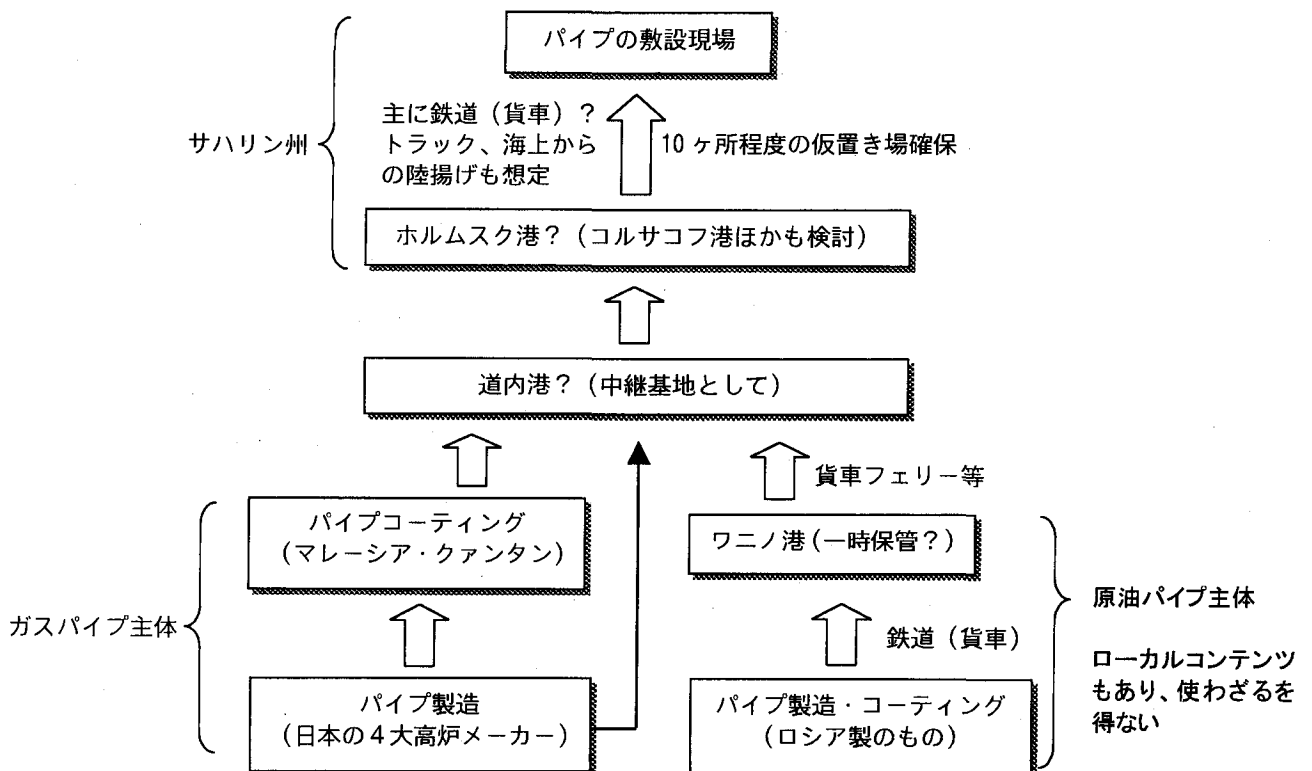 パイプの敷設現場
主に鉄道（貨車）？
トラック、海上から
の陸揚げも想定
10ヶ所程度の仮置き場確保
サハリン州
ホルムスク港？（コルサコフ港ほかも検討）
道内港？（中継基地として）
貨車フェリー等
パイプコーティング
（マレーシア・クァンタン）
ワニノ港（一時保管？）
ガスパイプ主体
原油パイプ主体
鉄道（貨車）
ローカルコンテンツ
もあり、使わざるを
得ない
パイプ製造
（日本の４大高炉メーカー）
パイプ製造・コーティング
（ロシア製のもの）